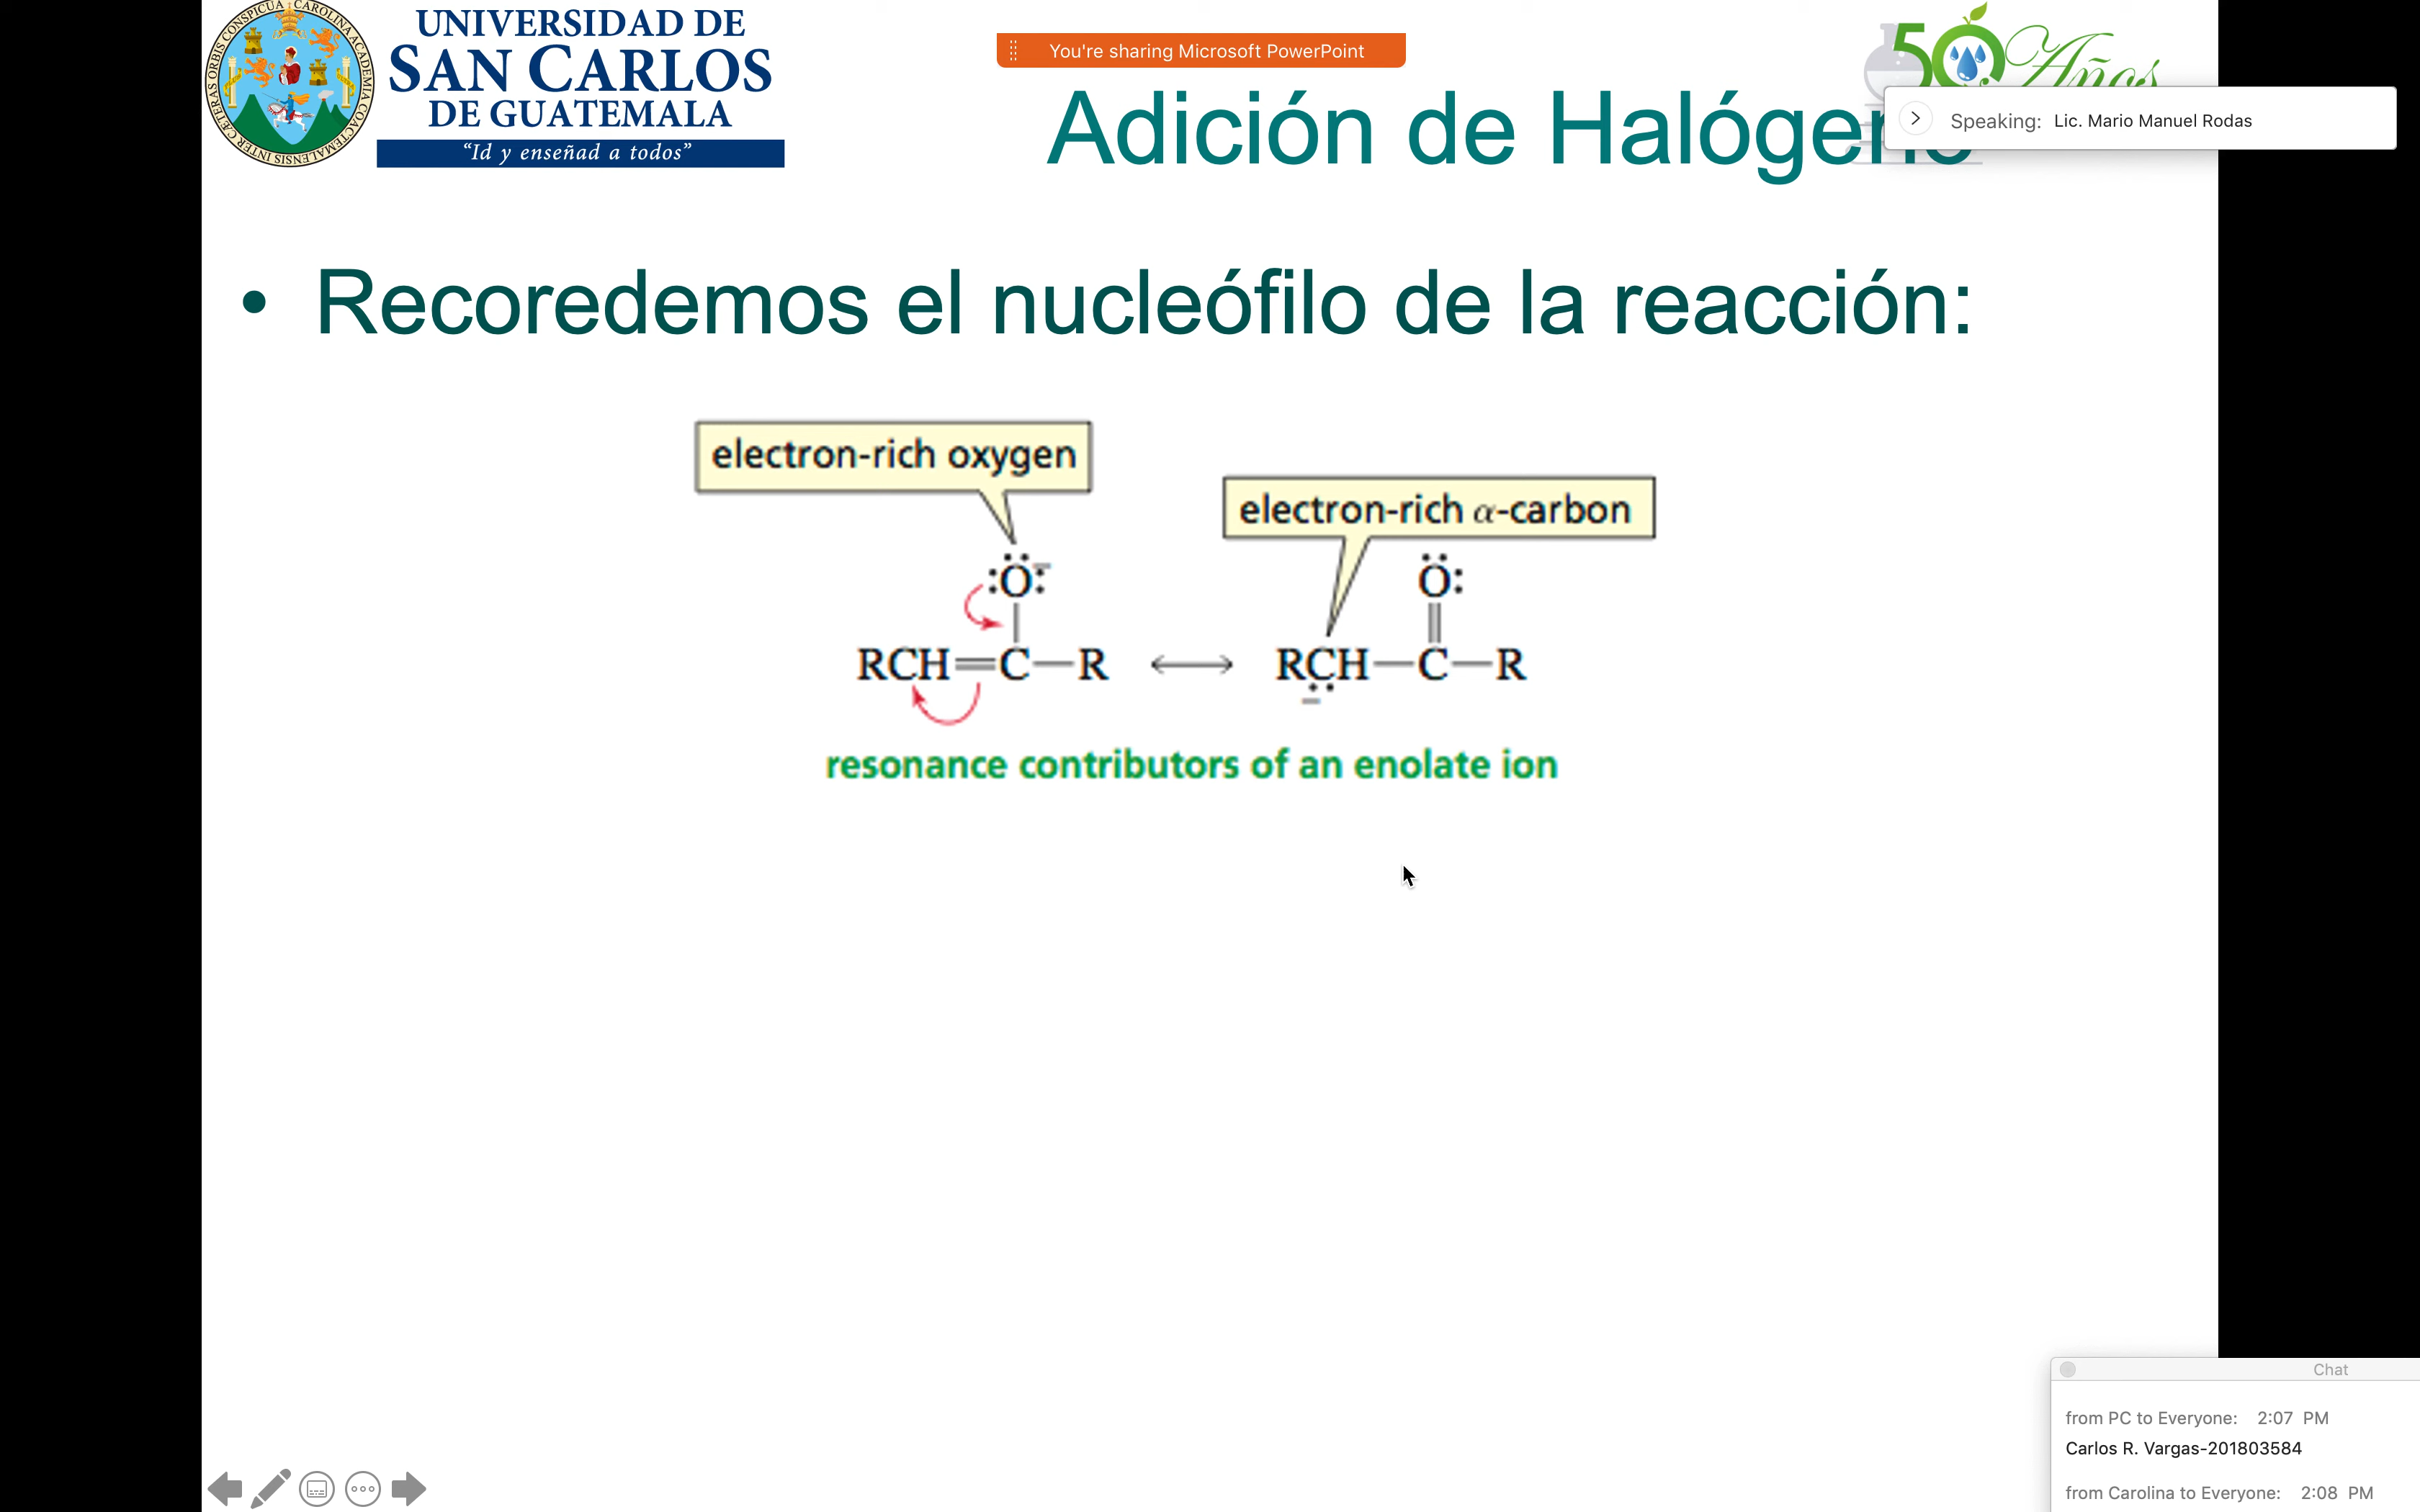 UNIVERSIDAD DE
SAN CARLOS
DE GUATEMALA
“Id y enseñad a todos”
You're sharing Microsoft PowerPoint
50 Años
Speaking: Lic. Mario Manuel Rodas
Adición de Halógeno
• Recoredemos el nucleófilo de la reacción:
electron-rich oxygen
electron-rich α-carbon
:Ö:⁻
Ö:
RCH=C—R ⟷ RCH—C—R
resonance contributors of an enolate ion
Chat
from PC to Everyone: 2:07 PM
Carlos R. Vargas-201803584
from Carolina to Everyone: 2:08 PM